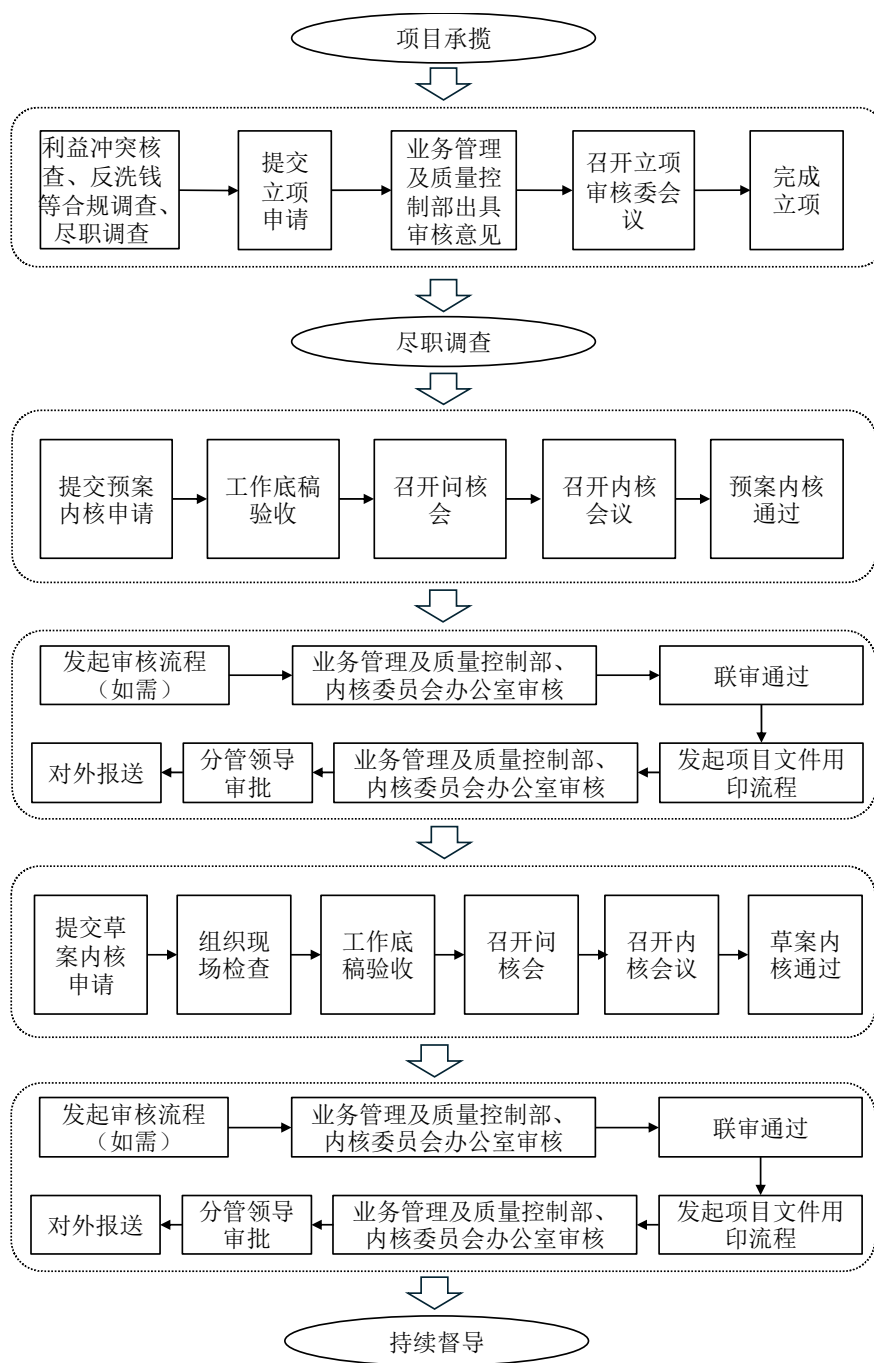 项目承揽
利益冲突核
查、反洗钱
等合规调查、
尽职调查
提交
立项
申请
业务管理
及质量控
制部出具
审核意见
召开立项
审核委会
议
完成
立项
尽职调查
提交预案
内核申请
工作底稿
验收
召开问核
会
召开内核
会议
预案内核
通过
发起审核流程
（如需）
业务管理及质量控制部、
内核委员会办公室审核
联审通过
发起项目文件用
印流程
业务管理及质量控制部、
内核委员会办公室审核
分管领导
审批
对外报送
提交草
案内核
申请
组织现
场检查
工作底
稿验收
召开问
核会
召开内
核会议
草案内
核通过
发起审核流程
（如需）
业务管理及质量控制部、
内核委员会办公室审核
联审通过
发起项目文件用
印流程
业务管理及质量控制部、
内核委员会办公室审核
分管领导
审批
对外报送
持续督导